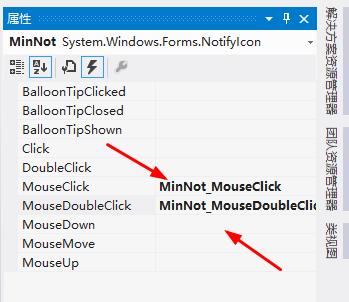 属性
MinNot System.Windows.Forms.NotifyIcon
BalloonTipClicked
BalloonTipClosed
BalloonTipShown
Click
DoubleClick
MouseClick MinNot_MouseClick
MouseDoubleClick MinNot_MouseDoubleClic
MouseDown
MouseMove
MouseUp
解决方案资源管理器
团队资源管理器
类视图